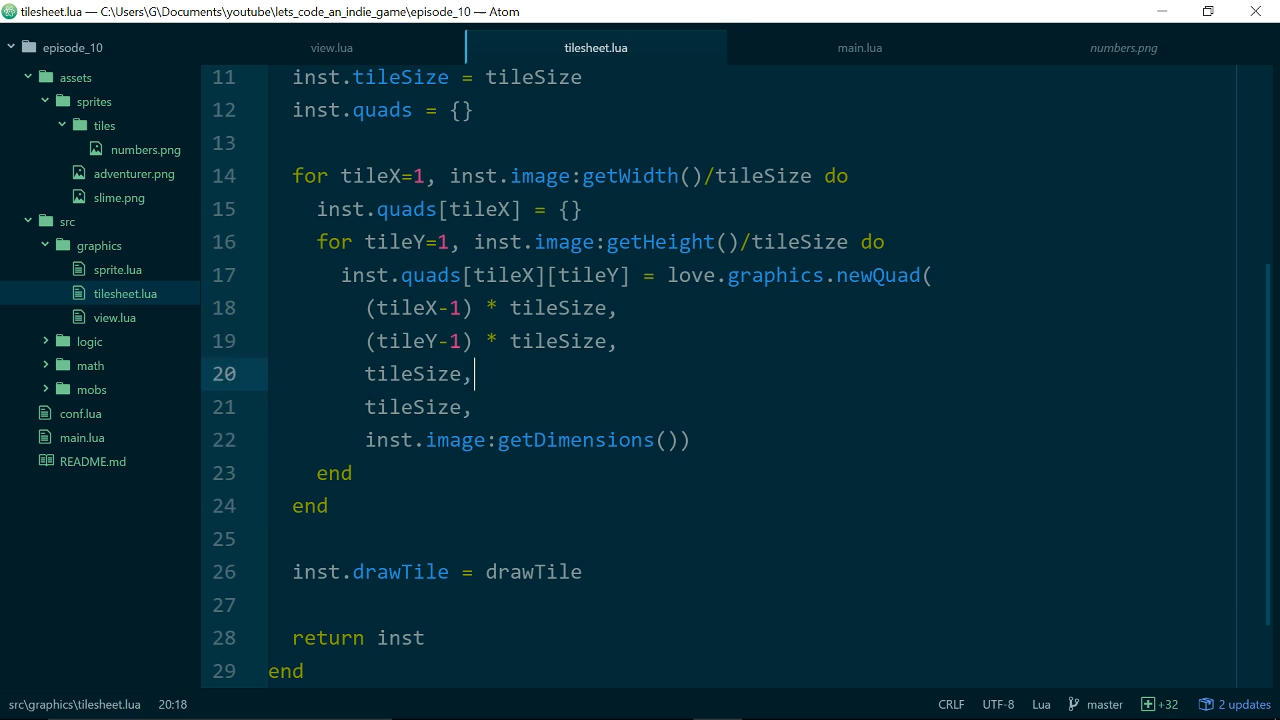 tilesheet.lua — C:\Users\G\Documents\youtube\lets_code_an_indie_game\episode_10 — Atom
episode_10
assets
sprites
tiles
numbers.png
adventurer.png
slime.png
src
graphics
sprite.lua
tilesheet.lua
view.lua
logic
math
mobs
conf.lua
main.lua
README.md
view.lua
tilesheet.lua
main.lua
numbers.png
11 inst.tileSize = tileSize
12 inst.quads = {}
13
14 for tileX=1, inst.image:getWidth()/tileSize do
15 inst.quads[tileX] = {}
16 for tileY=1, inst.image:getHeight()/tileSize do
17 inst.quads[tileX][tileY] = love.graphics.newQuad(
18 (tileX-1) * tileSize,
19 (tileY-1) * tileSize,
20 tileSize,
21 tileSize,
22 inst.image:getDimensions())
23 end
24 end
25
26 inst.drawTile = drawTile
27
28 return inst
29 end
src\graphics\tilesheet.lua 20:18
CRLF UTF-8 Lua master +32 2 updates